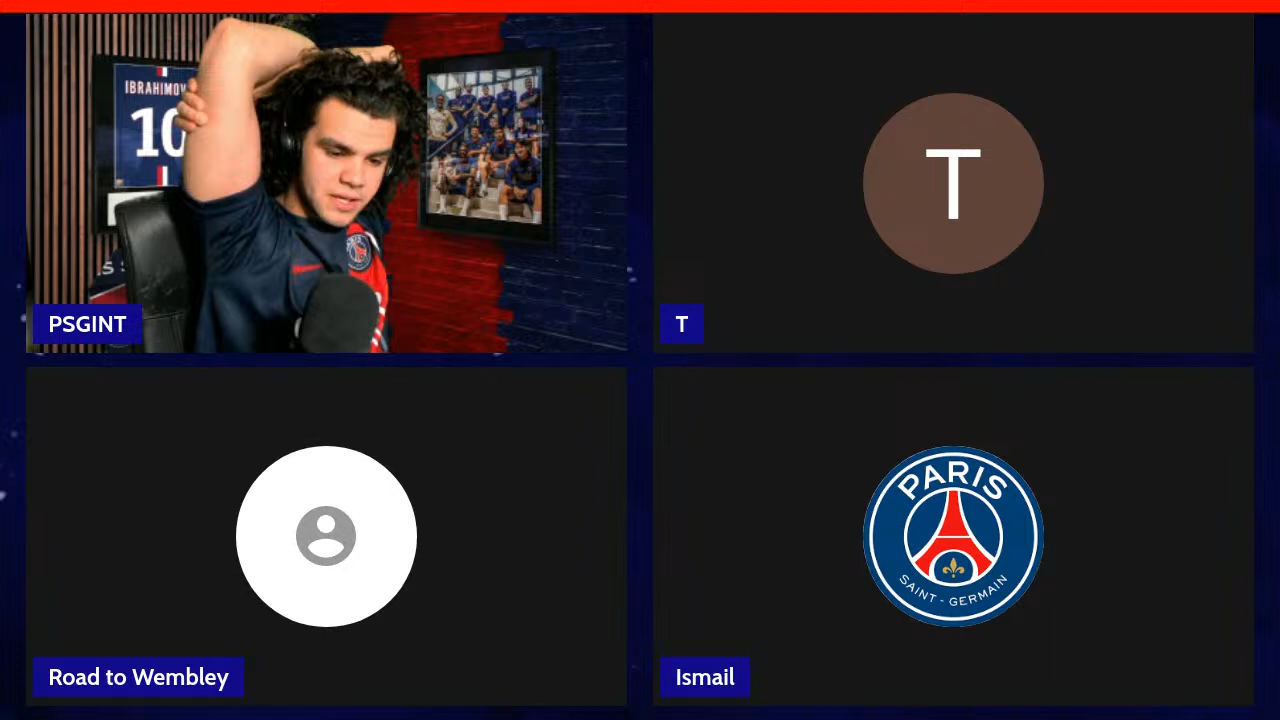 IBRAHIMOV
10
PSGINT
T
T
Road to Wembley
PARIS
SAINT - GERMAIN
Ismail